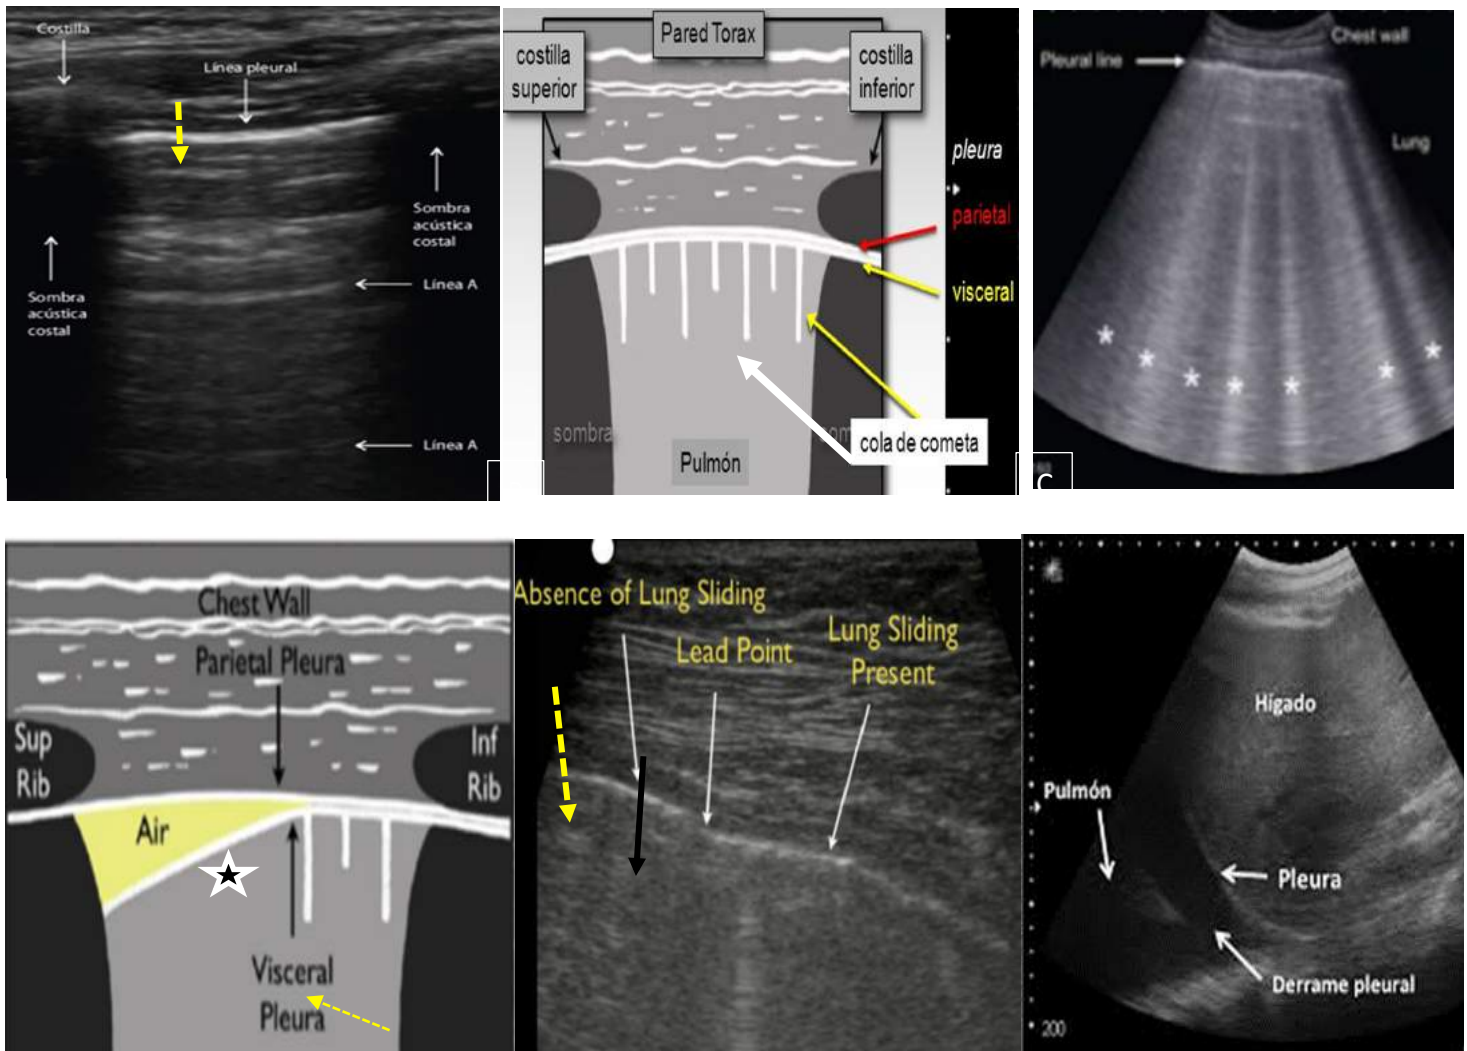 Costilla
Línea pleural
Sombra
acústica
costal
Sombra
acústica
costal
Línea A
Línea A
Pared Torax
costilla
superior
costilla
inferior
pleura
parietal
visceral
cola de cometa
sombra
Pulmón
Chest wall
Pleural line
Lung
C
Chest Wall
Parietal Pleura
Sup
Rib
Inf
Rib
Air
Visceral
Pleura
Absence of Lung Sliding
Lead Point
Lung Sliding
Present
Hígado
Pulmón
Pleura
Derrame pleural
200